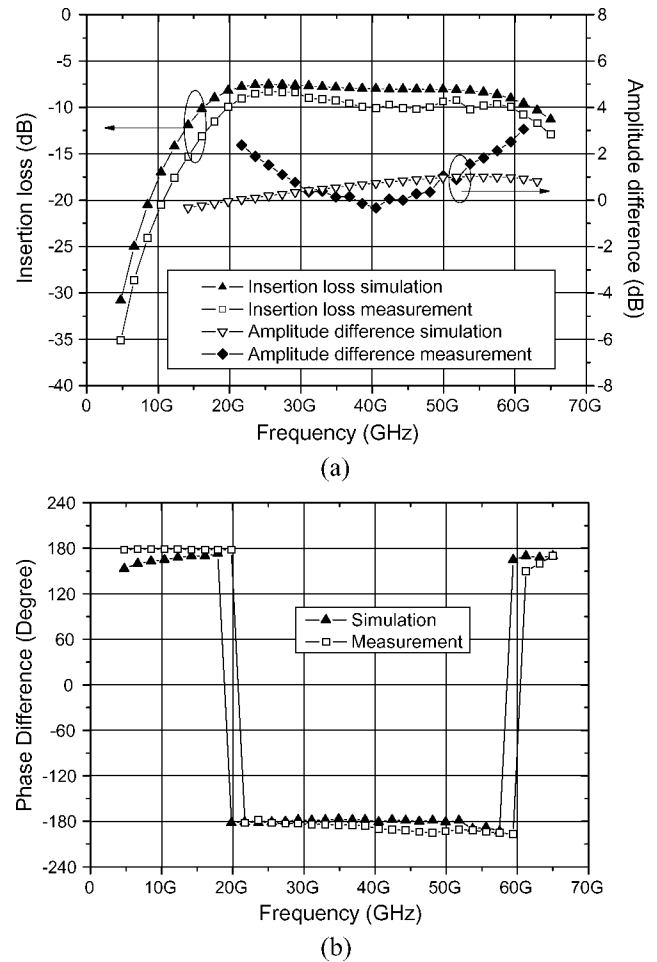 0
-5
-10
-15
-20
-25
-30
-35
-40
Insertion loss (dB)
8
6
4
2
0
-2
-4
-6
-8
Amplitude difference (dB)
Insertion loss simulation
Insertion loss measurement
Amplitude difference simulation
Amplitude difference measurement
0 10G 20G 30G 40G 50G 60G 70G
Frequency (GHz)
(a)
240
180
120
60
0
-60
-120
-180
-240
Phase Difference (Degree)
Simulation
Measurement
0 10G 20G 30G 40G 50G 60G 70G
Frequency (GHz)
(b)